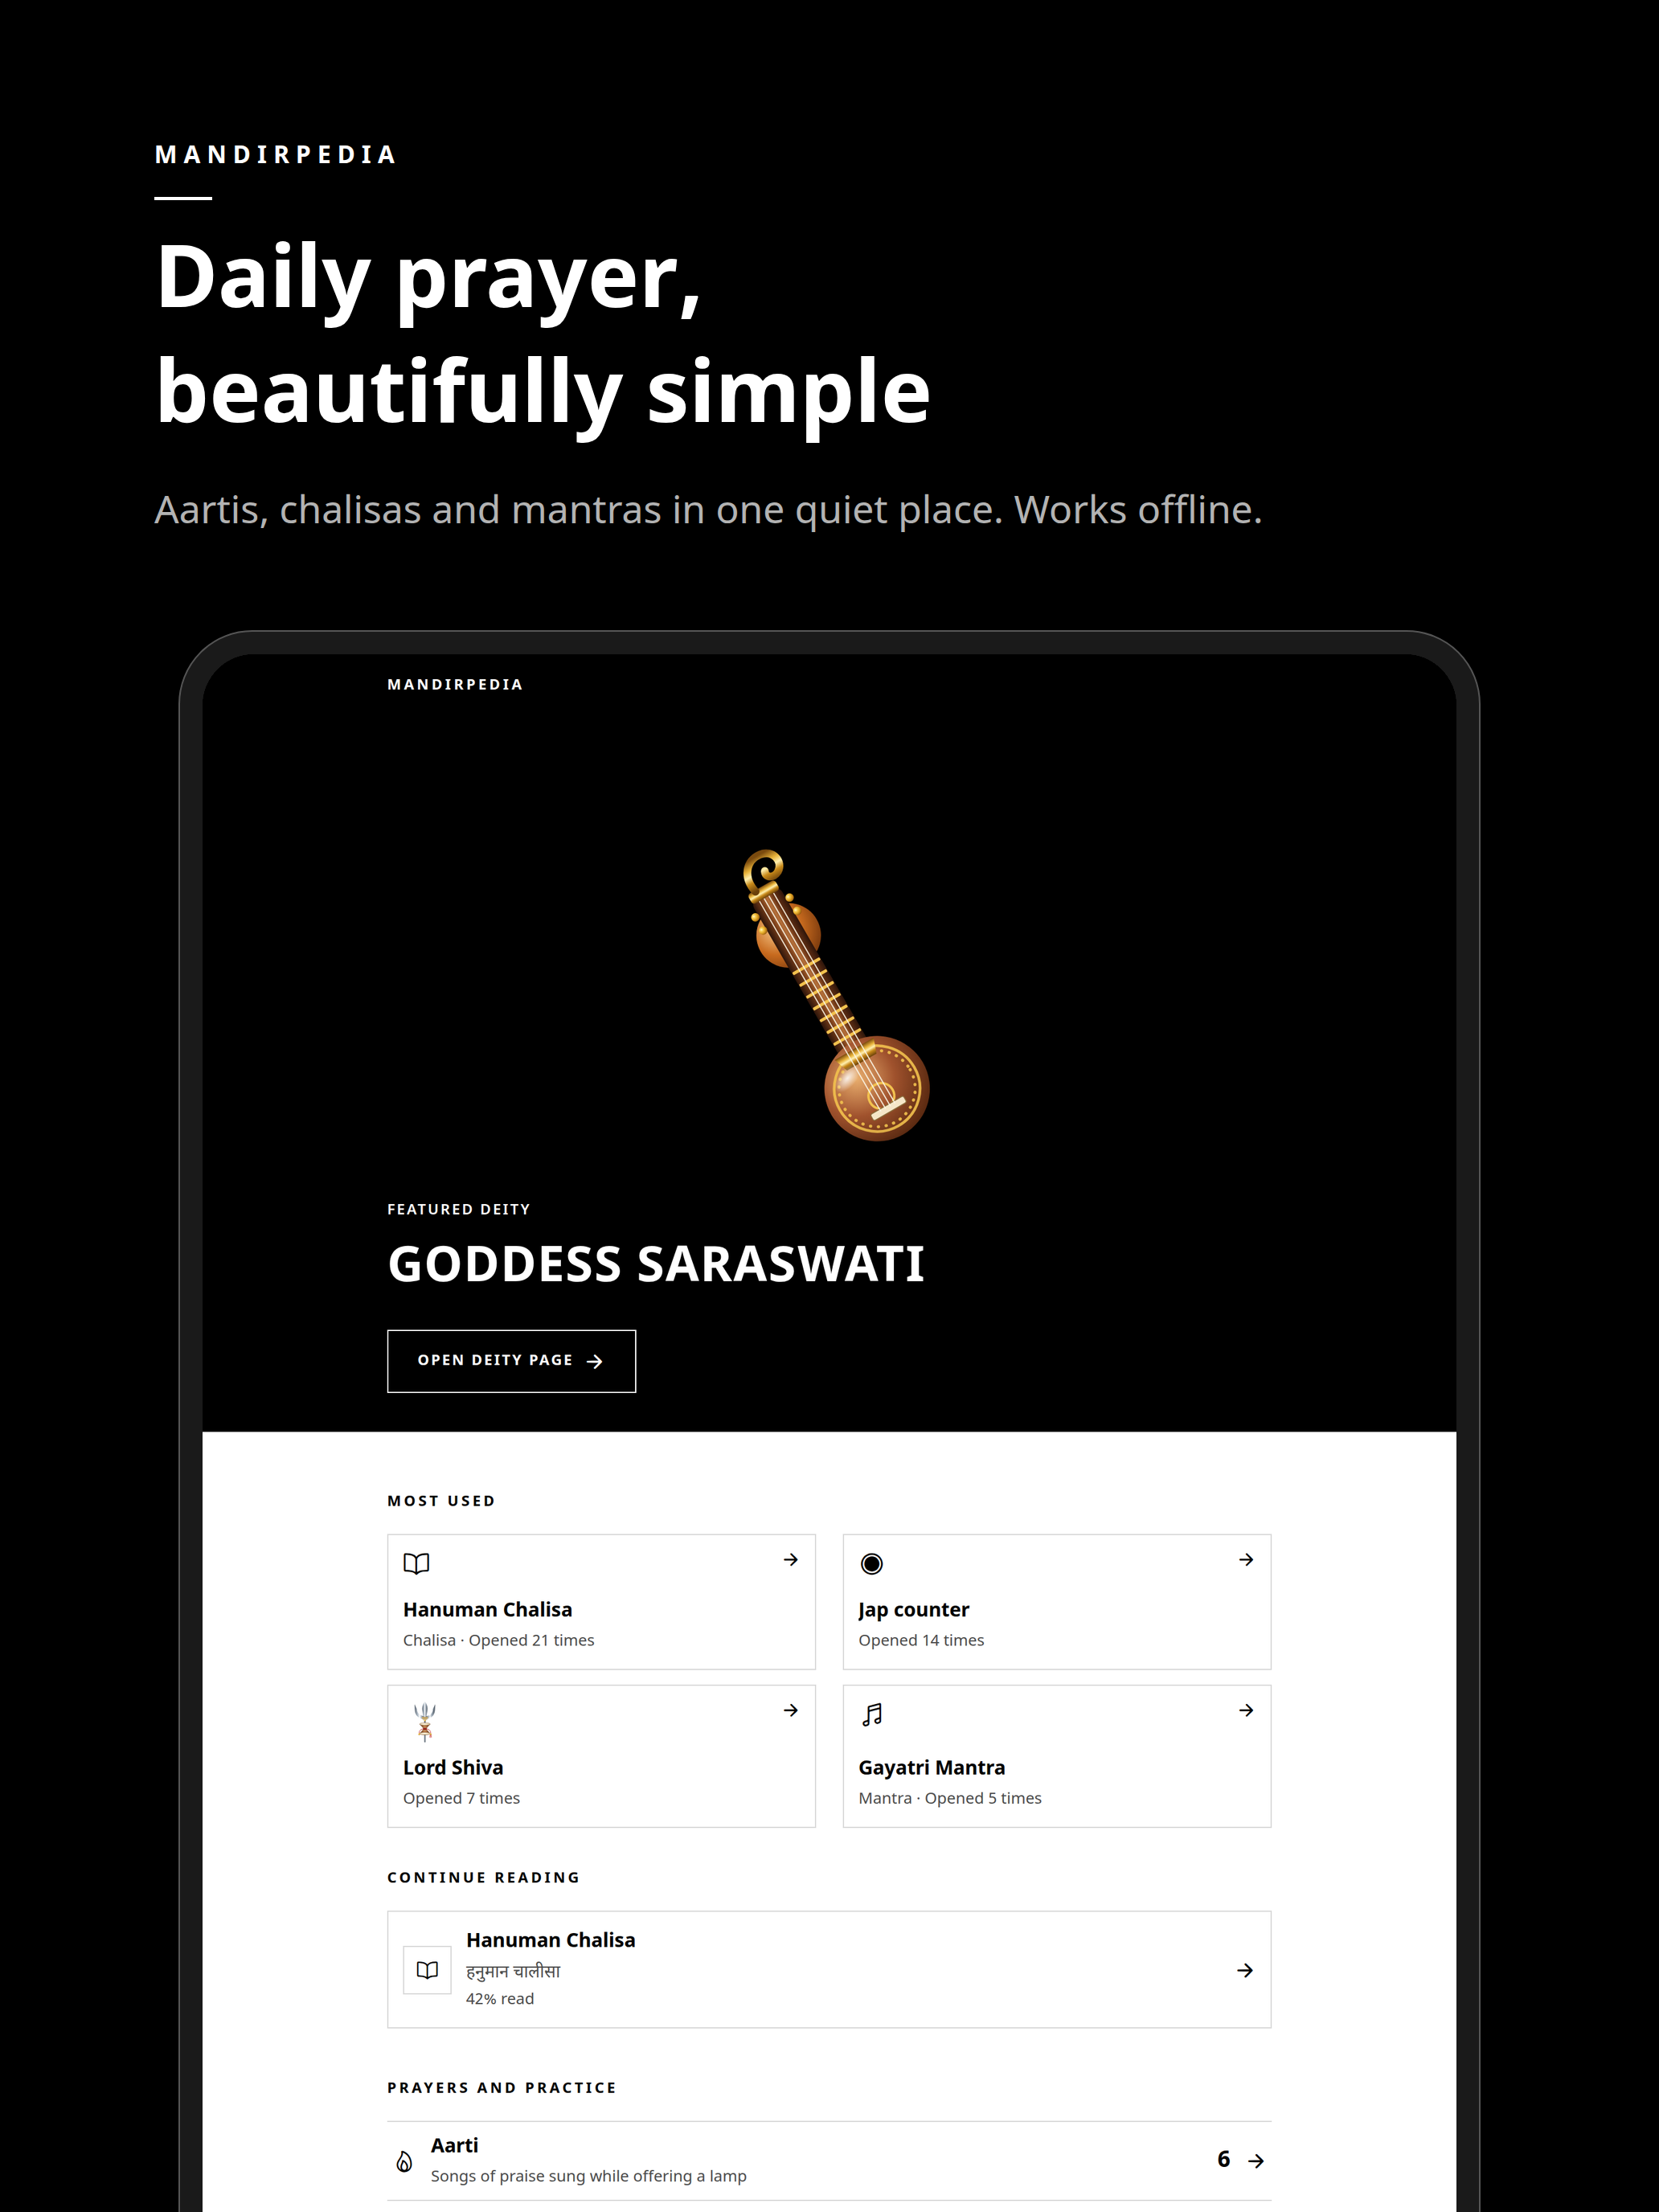 MANDIRPEDIA
Daily prayer,
beautifully simple
Aartis, chalisas and mantras in one quiet place. Works offline.
MANDIRPEDIA
FEATURED DEITY
GODDESS SARASWATI
OPEN DEITY PAGE →
MOST USED
→
Hanuman Chalisa
Chalisa · Opened 21 times
→
Jap counter
Opened 14 times
→
Lord Shiva
Opened 7 times
→
Gayatri Mantra
Mantra · Opened 5 times
CONTINUE READING
Hanuman Chalisa
हनुमान चालीसा
42% read
→
PRAYERS AND PRACTICE
Aarti
Songs of praise sung while offering a lamp
6 →